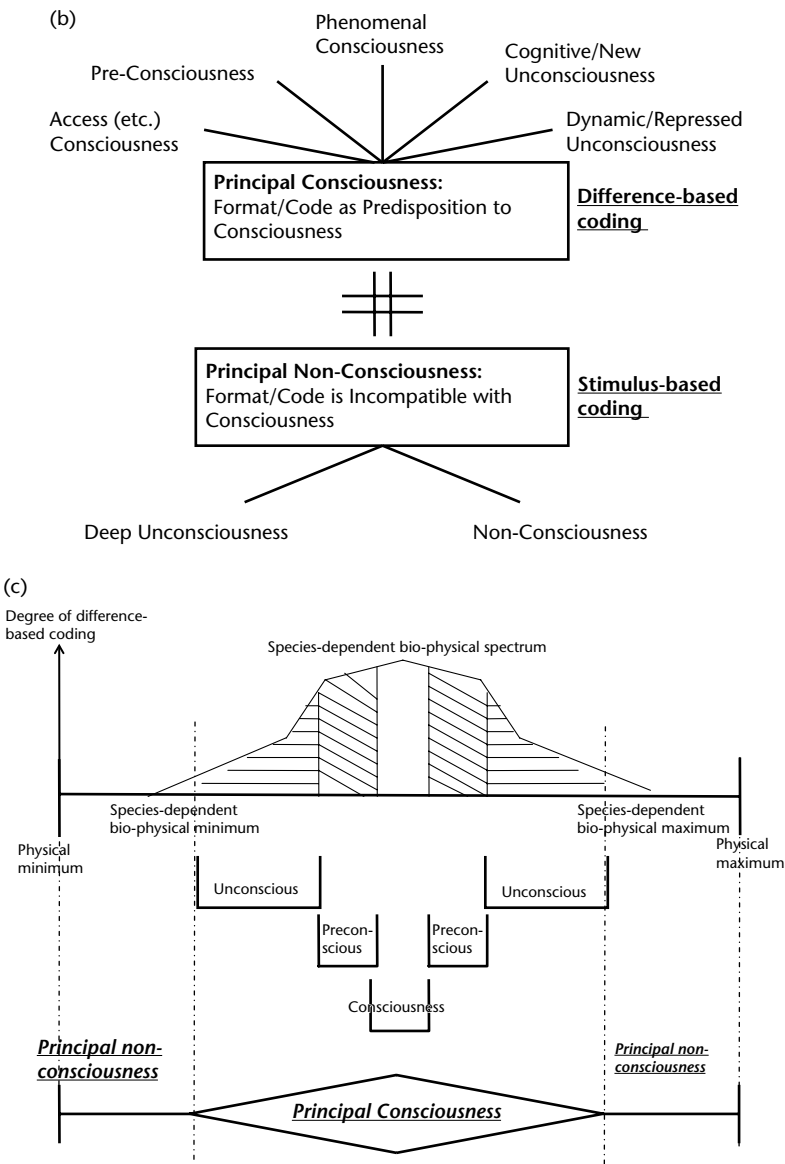 (b)
Phenomenal
Consciousness
Cognitive/New
Unconsciousness
Pre-Consciousness
Access (etc.)
Consciousness
Dynamic/Repressed
Unconsciousness
Principal Consciousness:
Format/Code as Predisposition to
Consciousness
Difference-based
coding
Principal Non-Consciousness:
Format/Code is Incompatible with
Consciousness
Stimulus-based
coding
Deep Unconsciousness
Non-Consciousness
(c)
Degree of difference-
based coding
Species-dependent bio-physical spectrum
Species-dependent
bio-physical minimum
Species-dependent
bio-physical maximum
Physical
minimum
Physical
maximum
Unconscious
Unconscious
Precon-
scious
Precon-
scious
Consciousness
Principal non-
consciousness
Principal non-
consciousness
Principal Consciousness